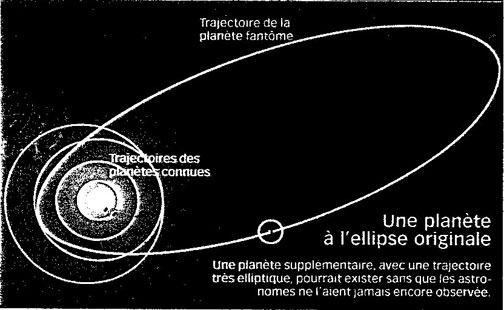 Trajectoire de la
planète fantôme
Trajectoires des
planètes connues
Une planète
à l'ellipse originale
Une planète supplémentaire, avec une trajectoire
très elliptique, pourrait exister sans que les astro-
nomes ne l'aient jamais encore observée.